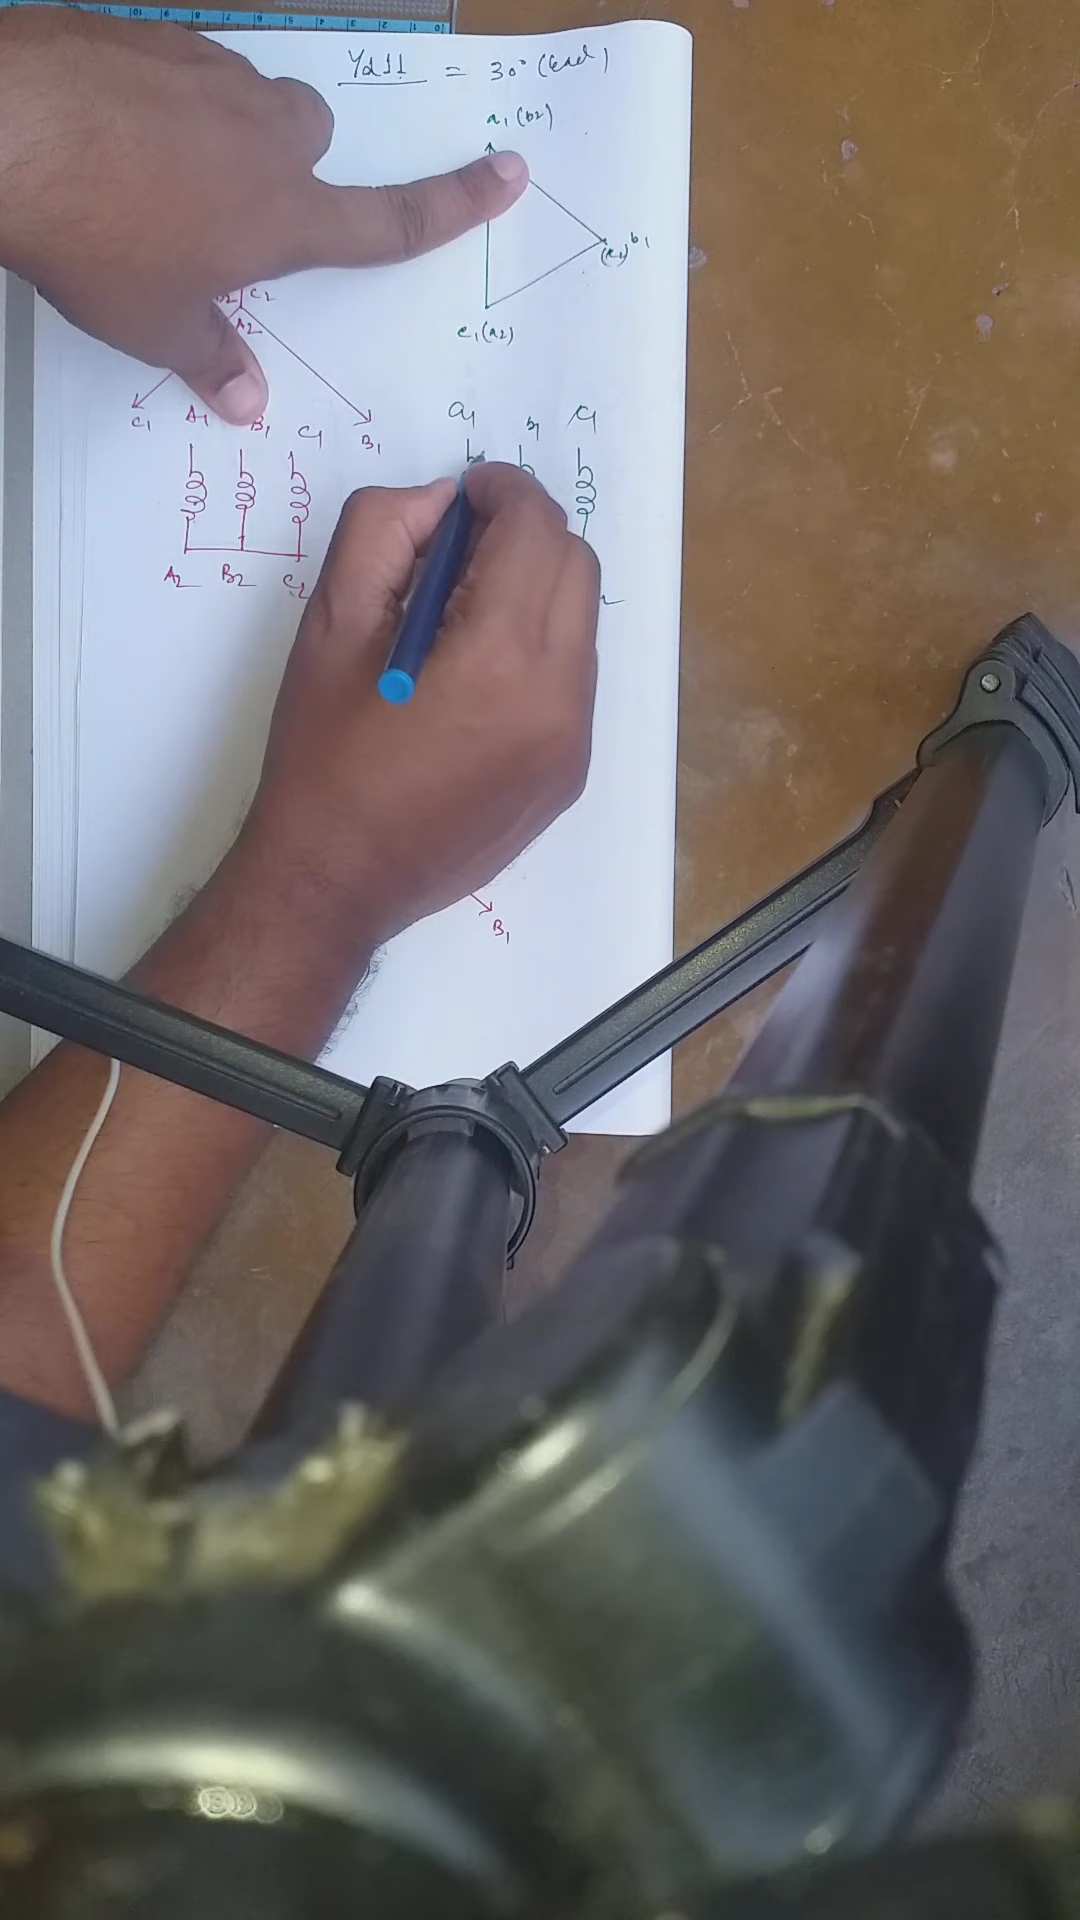 Yd11 = 30° (lead)
a1 (b2)
(c2) b1
c1 (a2)
C2
A2
C1
B1
A1 B1 C1
a1 b1 C1
A2 B2 C2
B1